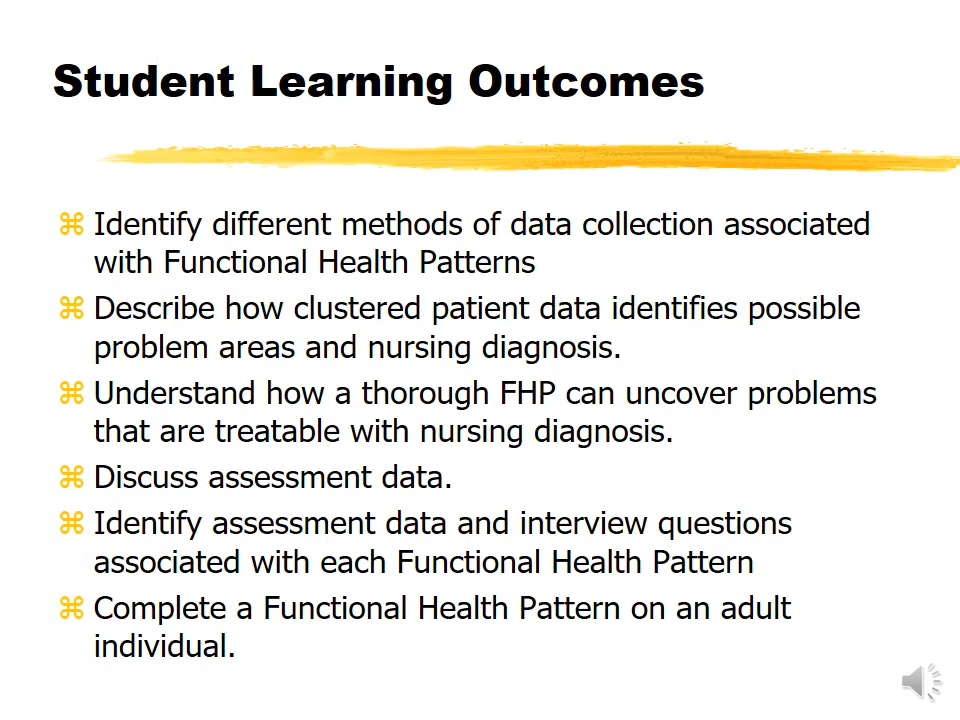 Student Learning Outcomes
⌘ Identify different methods of data collection associated
with Functional Health Patterns
⌘ Describe how clustered patient data identifies possible
problem areas and nursing diagnosis.
⌘ Understand how a thorough FHP can uncover problems
that are treatable with nursing diagnosis.
⌘ Discuss assessment data.
⌘ Identify assessment data and interview questions
associated with each Functional Health Pattern
⌘ Complete a Functional Health Pattern on an adult
individual.